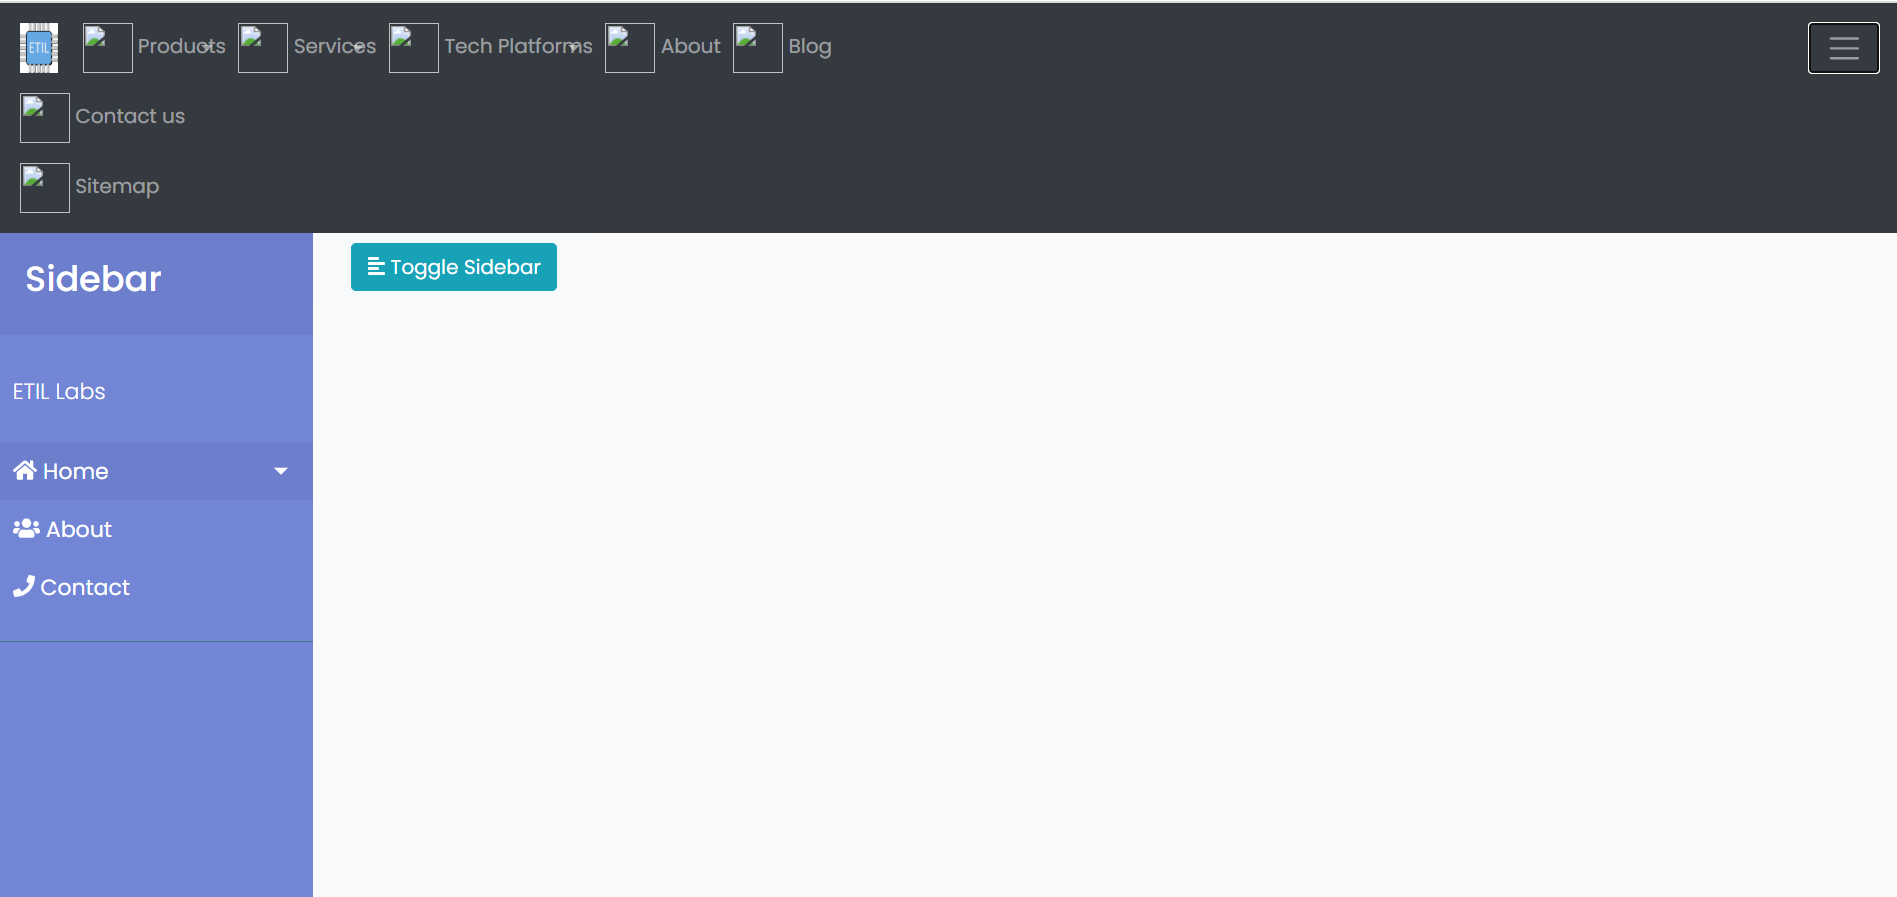 ETIL Products Services Tech Platforms About Blog
Contact us
Sitemap
Sidebar
Toggle Sidebar
ETIL Labs
Home
About
Contact